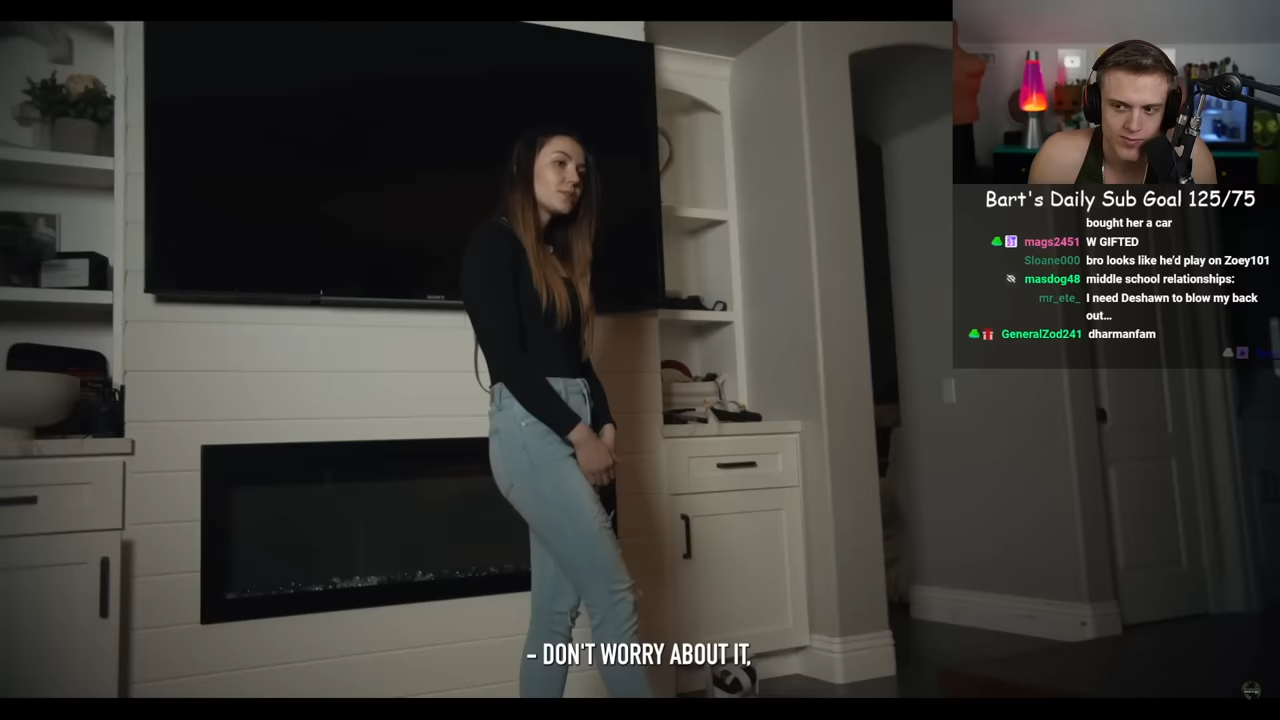 Bart's Daily Sub Goal 125/75
bought her a car
mags2451 W GIFTED
Sloane000 bro looks like he'd play on Zoey101
masdog48 middle school relationships:
mr_ete_ I need Deshawn to blow my back
out...
GeneralZod241 dharmanfam
SONY
- DON'T WORRY ABOUT IT,